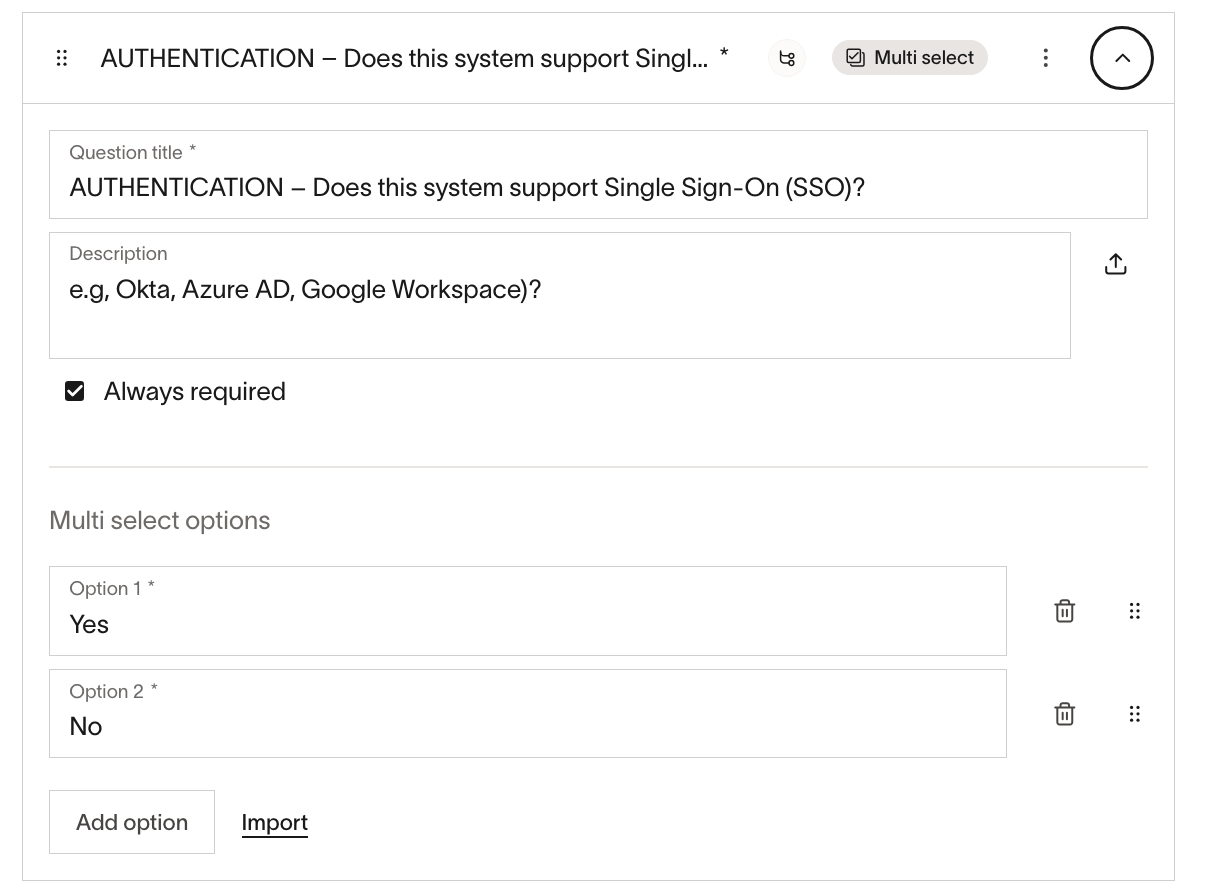 AUTHENTICATION – Does this system support Singl... *
Multi select
Question title *
AUTHENTICATION – Does this system support Single Sign-On (SSO)?
Description
e.g, Okta, Azure AD, Google Workspace)?
Always required
Multi select options
Option 1 *
Yes
Option 2 *
No
Add option
Import